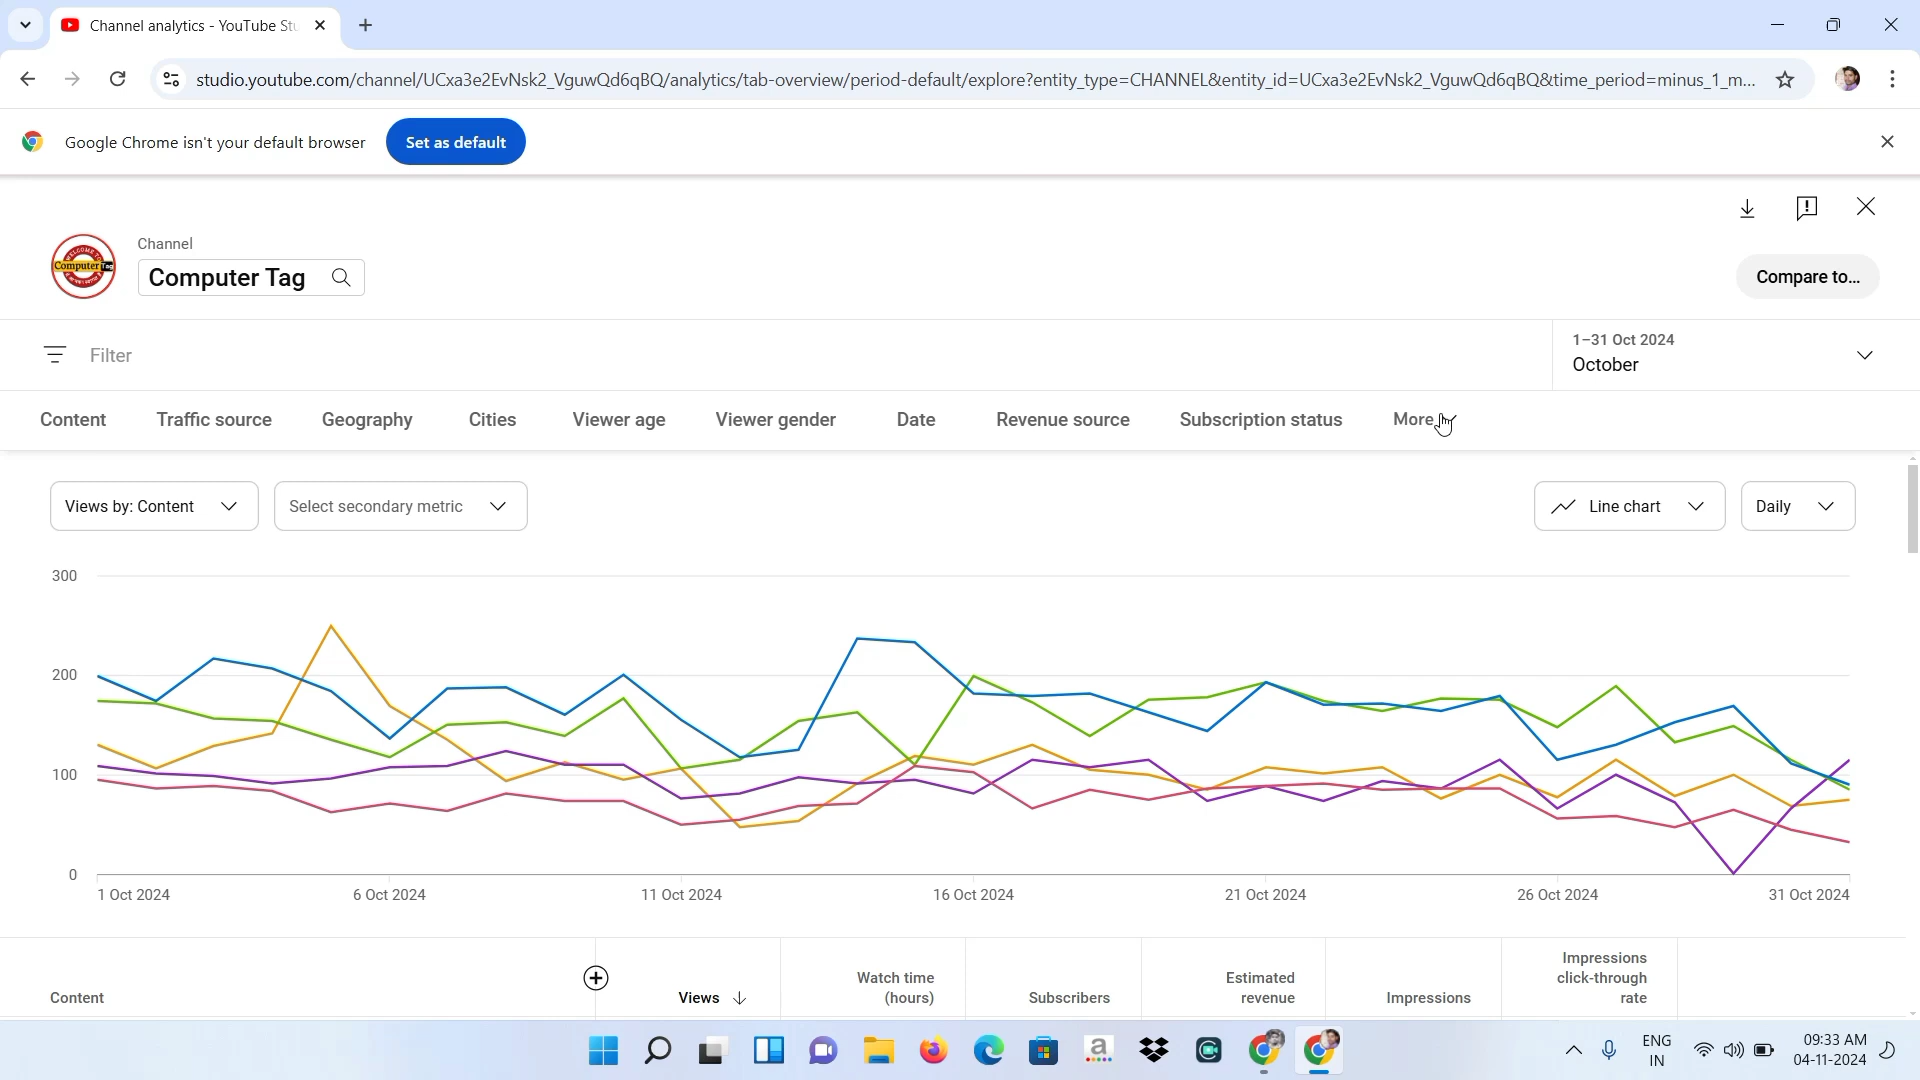 Channel analytics - YouTube Stu
studio.youtube.com/channel/UCxa3e2EvNsk2_VguwQd6qBQ/analytics/tab-overview/period-default/explore?entity_type=CHANNEL&entity_id=UCxa3e2EvNsk2_VguwQd6qBQ&time_period=minus_1_m...
Google Chrome isn't your default browser
Set as default
Channel
Computer Tag
Computer Tag
Compare to...
Filter
1–31 Oct 2024
October
Content Traffic source Geography Cities Viewer age Viewer gender Date Revenue source Subscription status More
Views by: Content Select secondary metric Line chart Daily
300
200
100
0
1 Oct 2024 6 Oct 2024 11 Oct 2024 16 Oct 2024 21 Oct 2024 26 Oct 2024 31 Oct 2024
Content
Views
Watch time
(hours)
Subscribers
Estimated
revenue
Impressions
Impressions
click-through
rate
ENG
IN
09:33 AM
04-11-2024